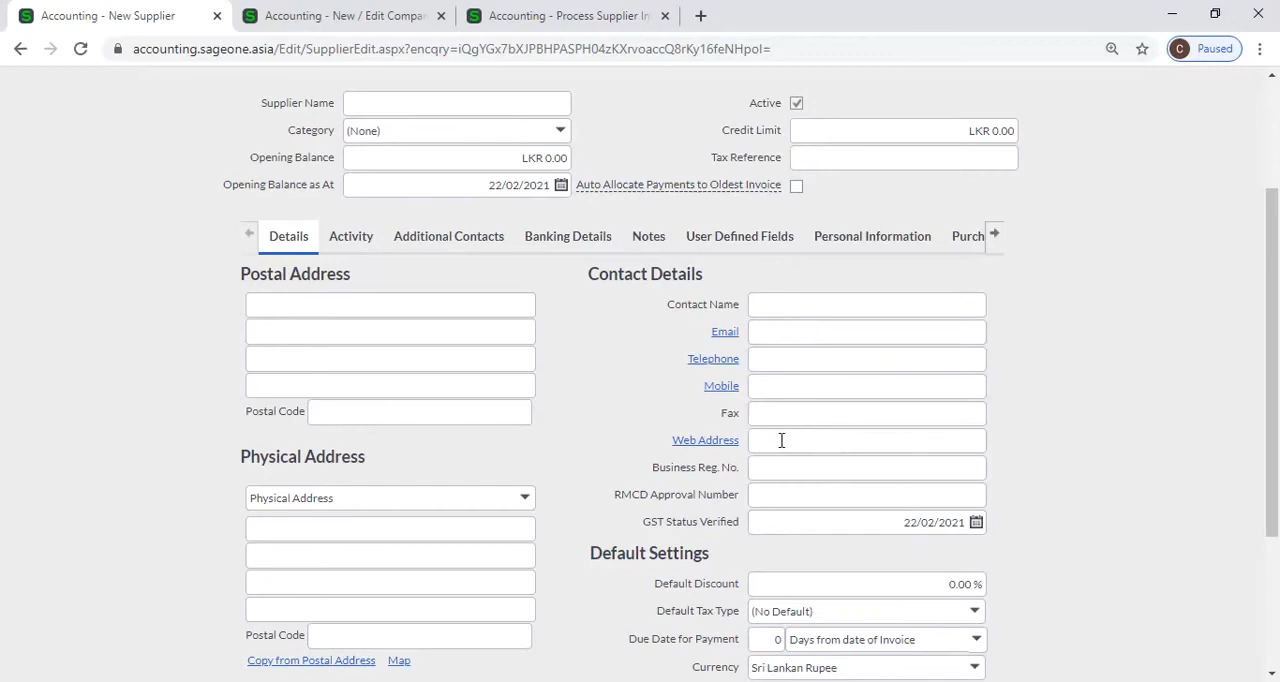 Accounting - New Supplier
Accounting - New / Edit Compa
Accounting - Process Supplier In
accounting.sageone.asia/Edit/SupplierEdit.aspx?encqry=iQgYGx7bXJPBHPASPH04zKXrvoaccQ8rKy16feNHpoI=
C Paused
Supplier Name
Active
Category (None)
Credit Limit LKR 0.00
Opening Balance LKR 0.00
Tax Reference
Opening Balance as At 22/02/2021
Auto Allocate Payments to Oldest Invoice
Details Activity Additional Contacts Banking Details Notes User Defined Fields Personal Information Purch
Postal Address
Contact Details
Contact Name
Email
Telephone
Mobile
Postal Code
Fax
Web Address
Physical Address
Business Reg. No.
Physical Address
RMCD Approval Number
GST Status Verified 22/02/2021
Default Settings
Default Discount 0.00 %
Default Tax Type (No Default)
Postal Code
Due Date for Payment 0 Days from date of Invoice
Copy from Postal Address Map
Currency Sri Lankan Rupee